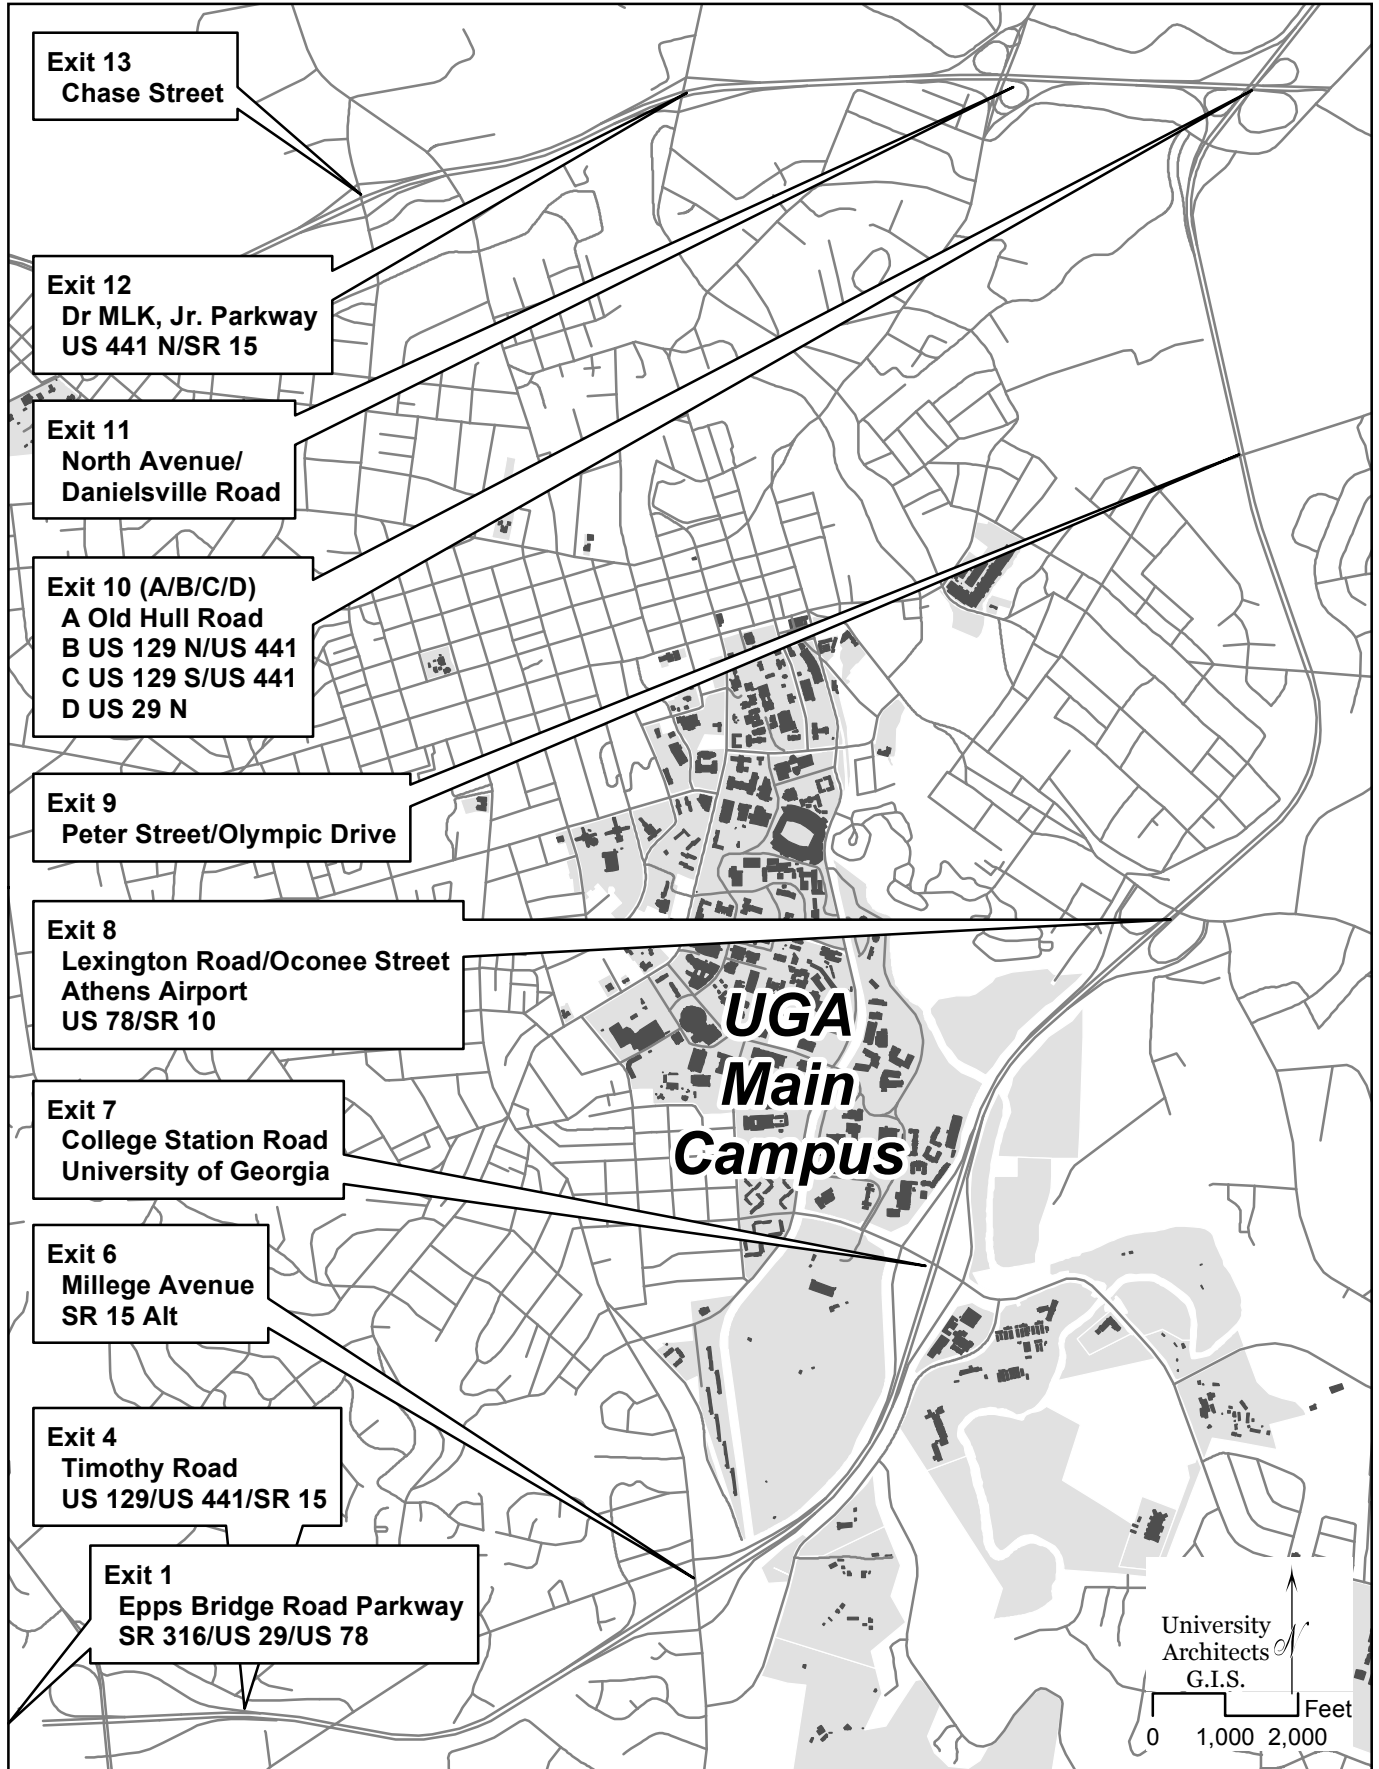 Exit 13
Chase Street
Exit 12
Dr MLK, Jr. Parkway
US 441 N/SR 15
Exit 11
North Avenue/
Danielsville Road
Exit 10 (A/B/C/D)
A Old Hull Road
B US 129 N/US 441
C US 129 S/US 441
D US 29 N
Exit 9
Peter Street/Olympic Drive
Exit 8
Lexington Road/Oconee Street
Athens Airport
US 78/SR 10
UGA
Main
Campus
Exit 7
College Station Road
University of Georgia
Exit 6
Millege Avenue
SR 15 Alt
Exit 4
Timothy Road
US 129/US 441/SR 15
Exit 1
Epps Bridge Road Parkway
SR 316/US 29/US 78
University
Architects
G.I.S.
N
Feet
0 1,000 2,000